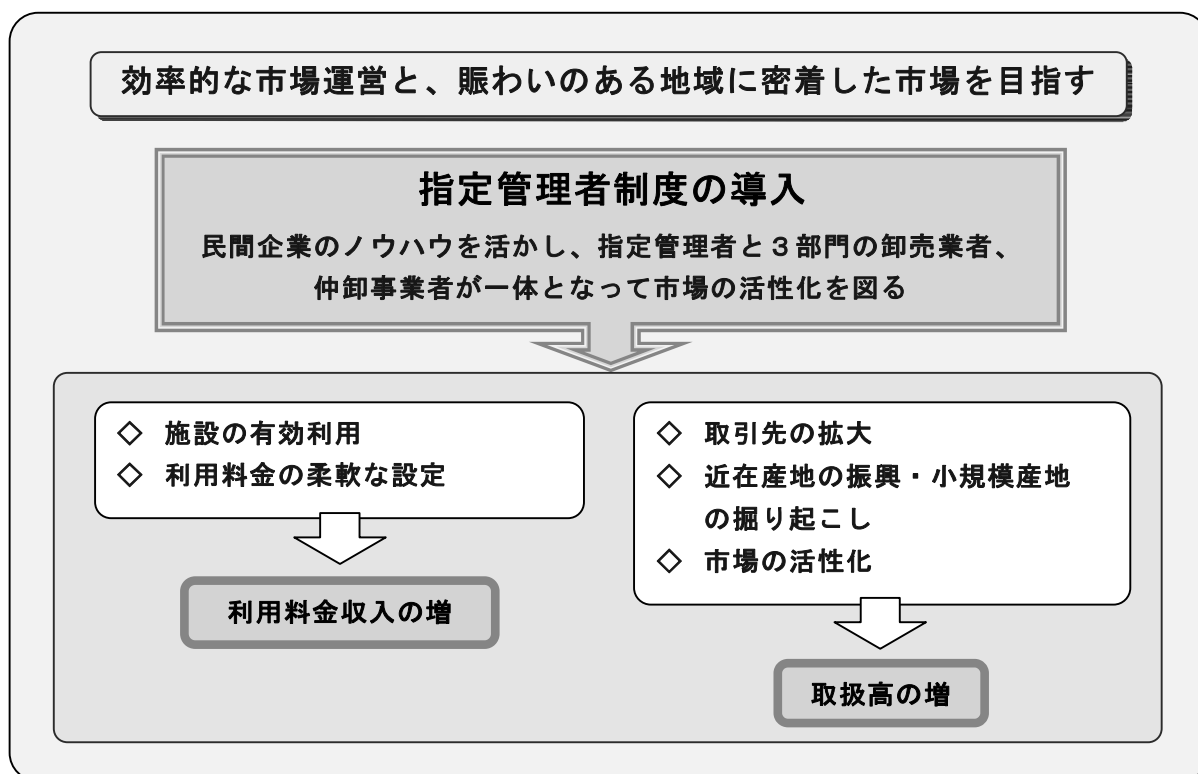 効率的な市場運営と、賑わいのある地域に密着した市場を目指す
指定管理者制度の導入
民間企業のノウハウを活かし、指定管理者と３部門の卸売業者、
仲卸事業者が一体となって市場の活性化を図る
◇ 施設の有効利用
◇ 利用料金の柔軟な設定
利用料金収入の増
◇ 取引先の拡大
◇ 近在産地の振興・小規模産地
の掘り起こし
◇ 市場の活性化
取扱高の増